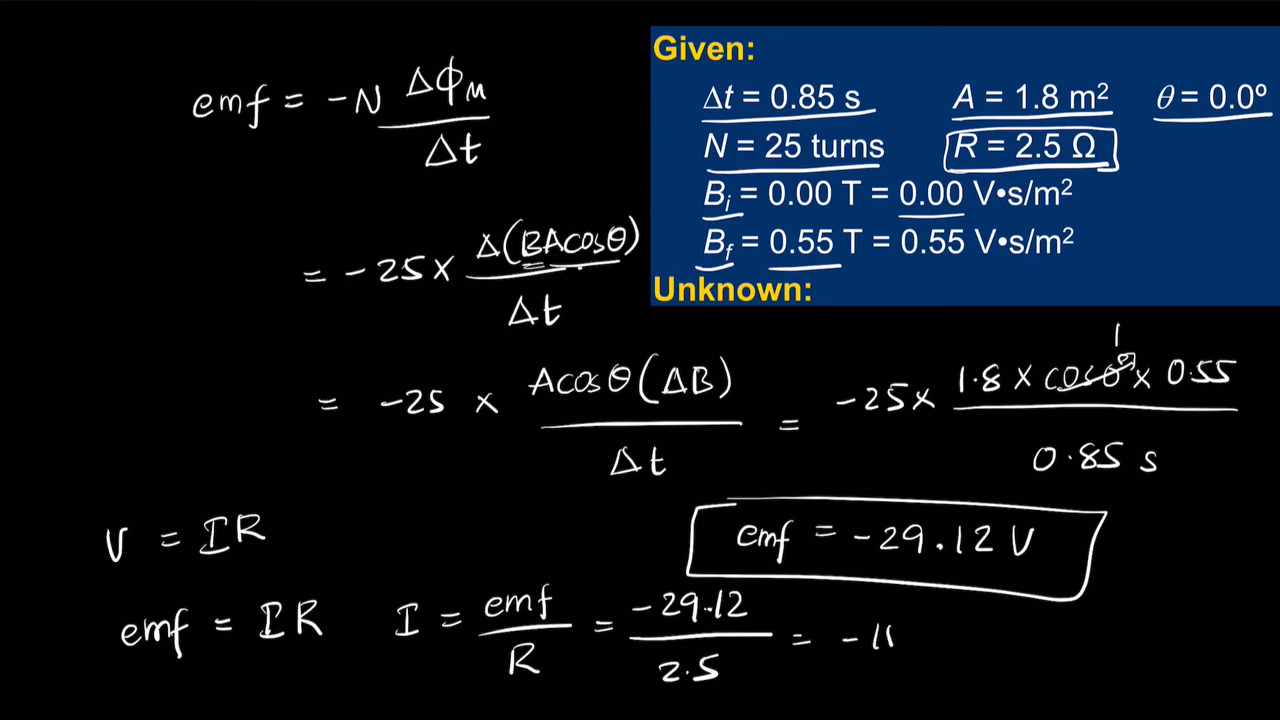 emf = -N ΔΦM / Δt
Given:
Δt = 0.85 s A = 1.8 m² θ = 0.0º
N = 25 turns R = 2.5 Ω
Bi = 0.00 T = 0.00 V•s/m²
Bf = 0.55 T = 0.55 V•s/m²
Unknown:
= -25 × Δ(BAcosθ) / Δt
= -25 × Acosθ(ΔB) / Δt = -25 × 1.8 × cos0° × 0.55 / 0.85 s
1
emf = -29.12 V
V = IR
emf = IR I = emf / R = -29.12 / 2.5 = -11